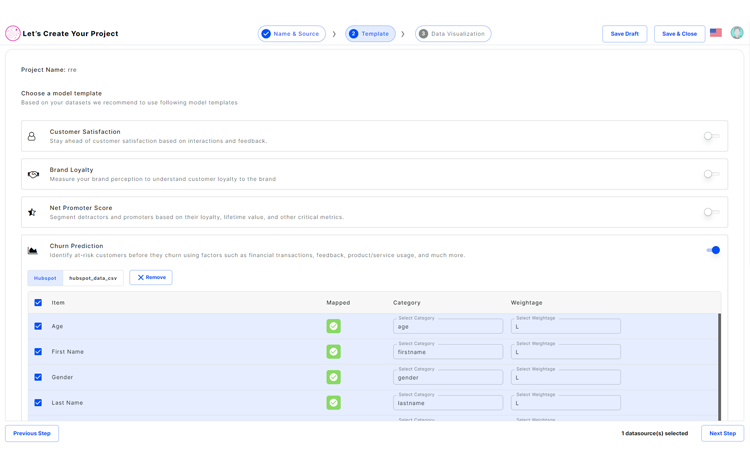 Let's Create Your Project
Name & Source
2 Template
3 Data Visualization
Save Draft
Save & Close
Project Name: rre
Choose a model template
Based on your datasets we recommend to use following model templates
Customer Satisfaction
Stay ahead of customer satisfaction based on interactions and feedback.
Brand Loyalty
Measure your brand perception to understand customer loyalty to the brand
Net Promoter Score
Segment detractors and promoters based on their loyalty, lifetime value, and other critical metrics.
Churn Prediction
Identify at-risk customers before they churn using factors such as financial transactions, feedback, product/service usage, and much more.
Hubspot hubspot_data_csv Remove
Item Mapped Category Weightage
Select Category Select Weightage
Age age L
Select Category Select Weightage
First Name firstname L
Select Category Select Weightage
Gender gender L
Select Category Select Weightage
Last Name lastname L
Select Category Select Weightage
Previous Step
1 datasource(s) selected
Next Step